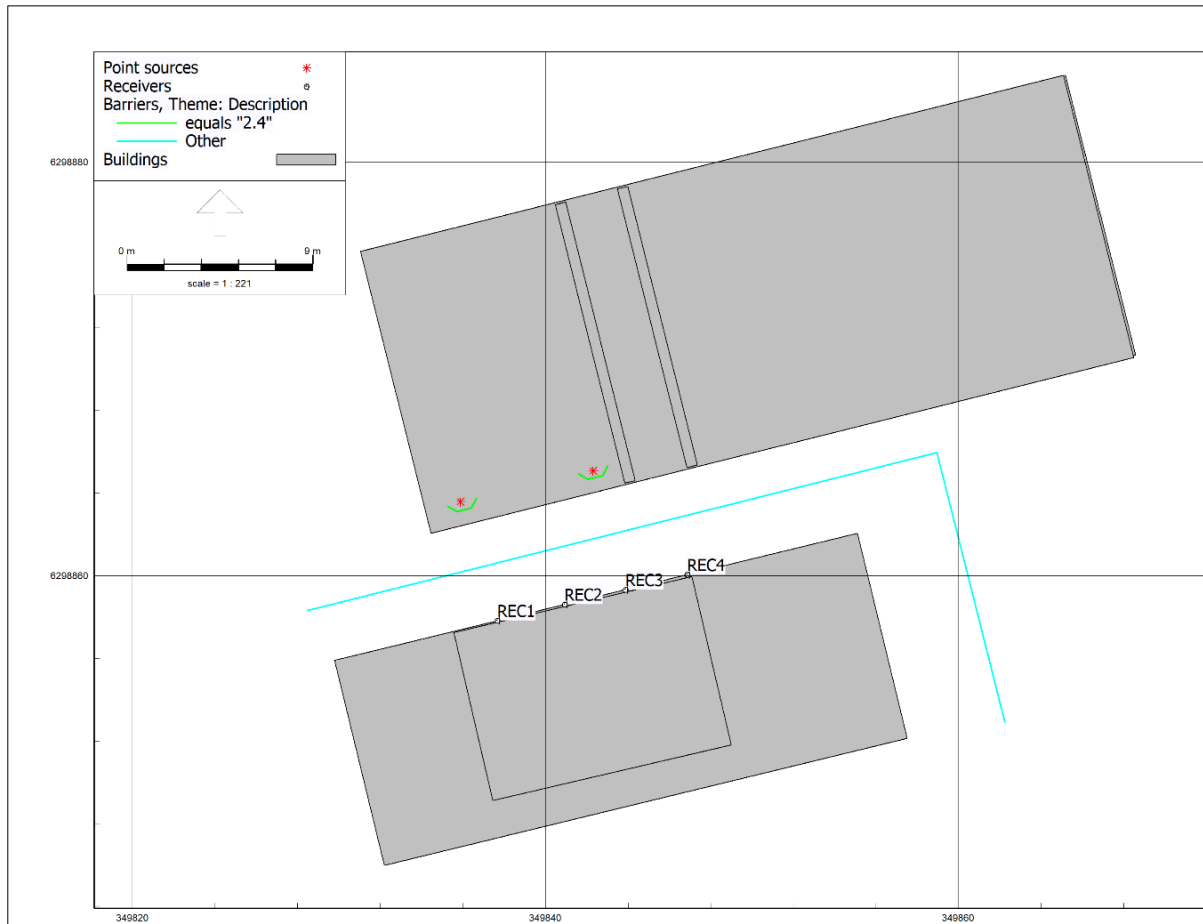 Point sources
Receivers
Barriers, Theme: Description
equals "2.4"
Other
Buildings
0 m 9 m
scale = 1 : 221
6298880
6298860
REC1
REC2
REC3
REC4
349820 349840 349860